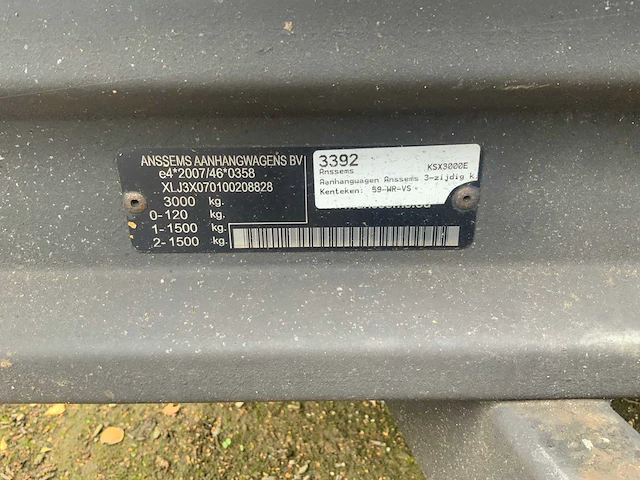 ANSSEMS AANHANGWAGENS BV
e4*2007/46*0358
XLJ3X070100208828
3000 kg.
0-120 kg.
1-1500 kg.
2-1500 kg.
3392
Anssems KSX3000E
Aanhangwagen Anssems 3-zijdig k
Kenteken: 59-WR-VS